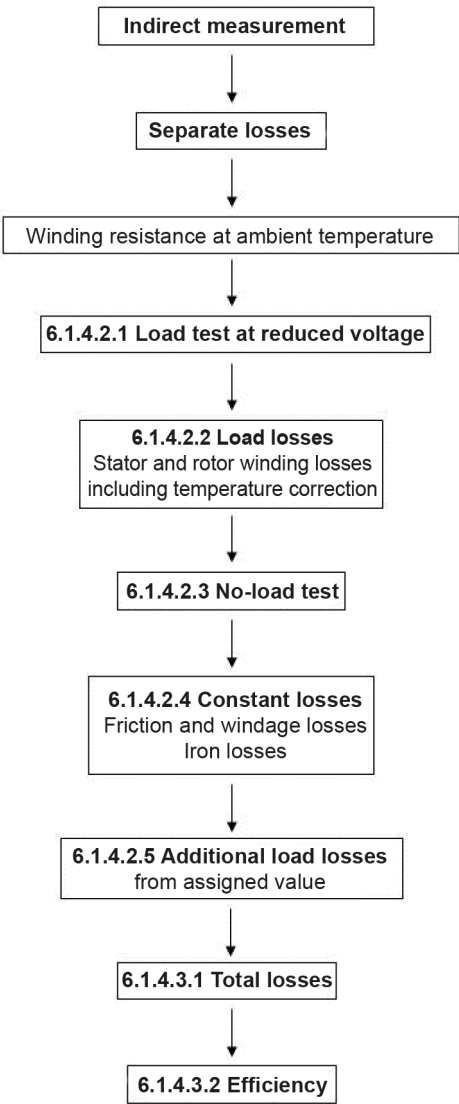 Indirect measurement
Separate losses
Winding resistance at ambient temperature
6.1.4.2.1 Load test at reduced voltage
6.1.4.2.2 Load losses
Stator and rotor winding losses
including temperature correction
6.1.4.2.3 No-load test
6.1.4.2.4 Constant losses
Friction and windage losses
Iron losses
6.1.4.2.5 Additional load losses
from assigned value
6.1.4.3.1 Total losses
6.1.4.3.2 Efficiency